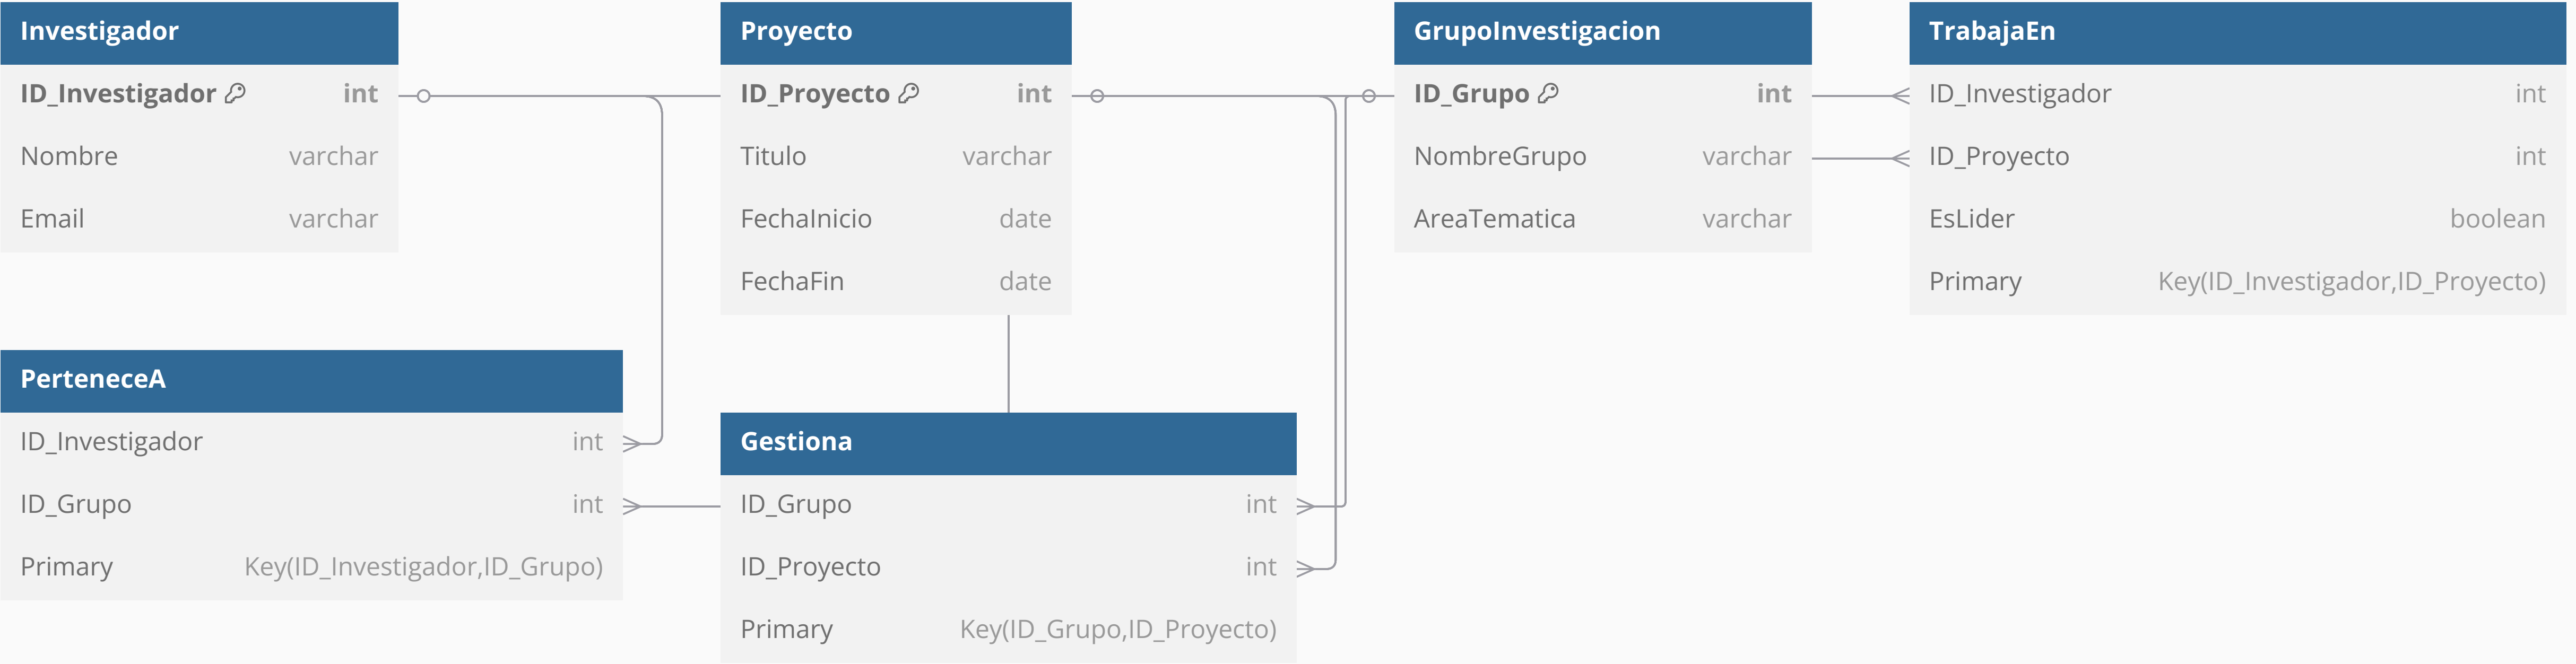 Investigador
ID_Investigador int
Nombre varchar
Email varchar
Proyecto
ID_Proyecto int
Titulo varchar
FechaInicio date
FechaFin date
GrupoInvestigacion
ID_Grupo int
NombreGrupo varchar
AreaTematica varchar
TrabajaEn
ID_Investigador int
ID_Proyecto int
EsLider boolean
Primary Key(ID_Investigador,ID_Proyecto)
PerteneceA
ID_Investigador int
ID_Grupo int
Primary Key(ID_Investigador,ID_Grupo)
Gestiona
ID_Grupo int
ID_Proyecto int
Primary Key(ID_Grupo,ID_Proyecto)